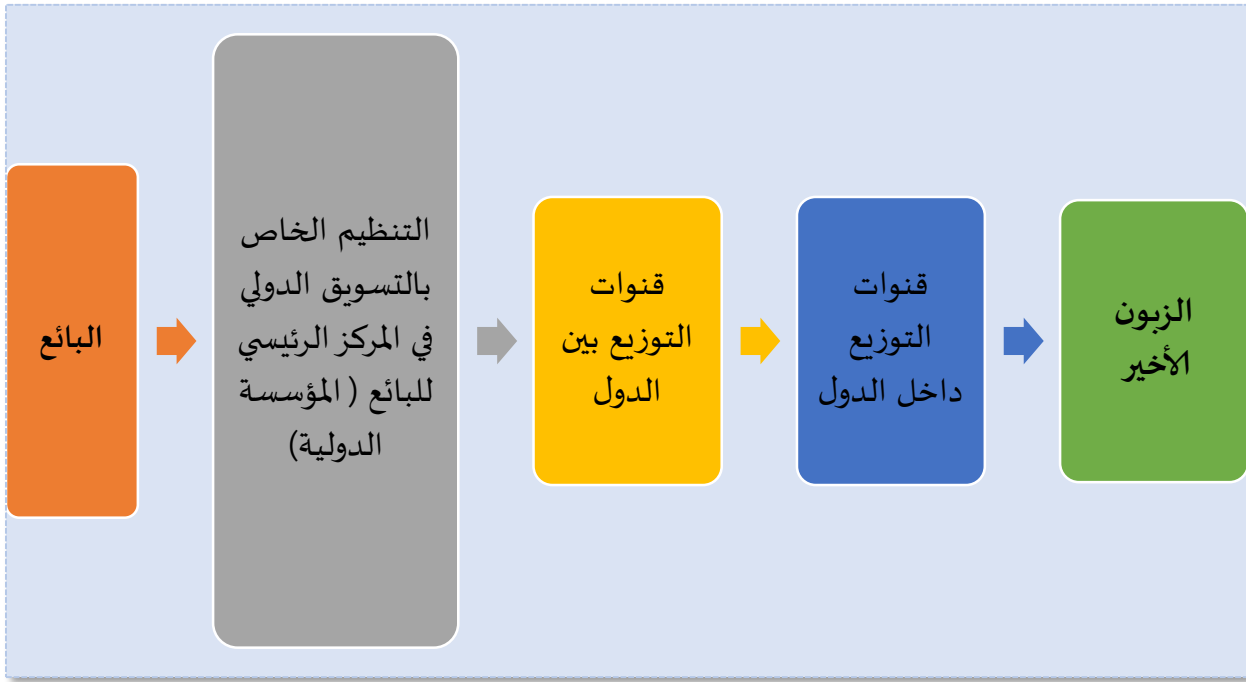 البائع
التنظيم الخاص
بالتسويق الدولي
في المركز الرئيسي
للبائع ( المؤسسة
الدولية)
قنوات
التوزيع بين
الدول
قنوات
التوزيع
داخل الدول
الزبون
الأخير